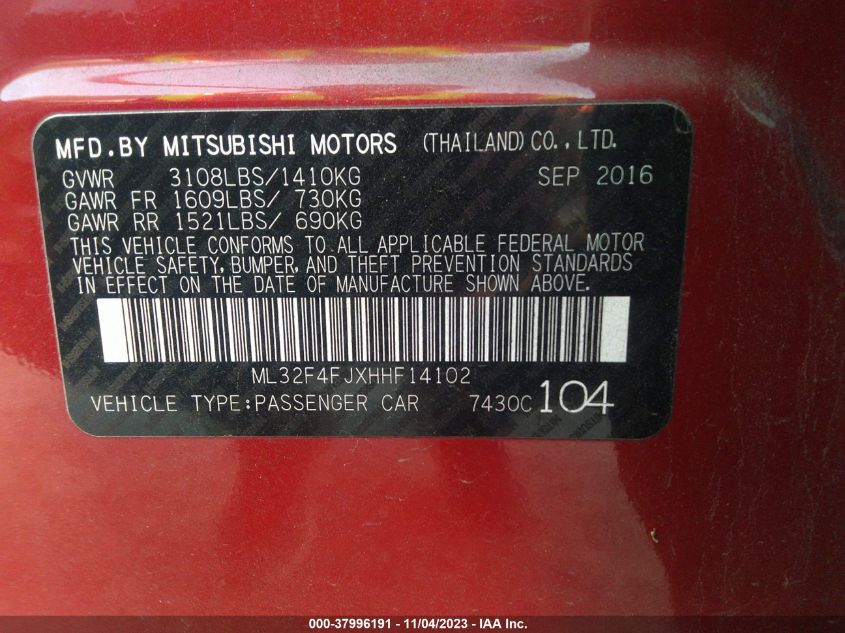 MFD.BY MITSUBISHI MOTORS (THAILAND)CO.,LTD.
GVWR 3108LBS/1410KG SEP 2016
GAWR FR 1609LBS/ 730KG
GAWR RR 1521LBS/ 690KG
THIS VEHICLE CONFORMS TO ALL APPLICABLE FEDERAL MOTOR
VEHICLE SAFETY, BUMPER, AND THEFT PREVENTION STANDARDS
IN EFFECT ON THE DATE OF MANUFACTURE SHOWN ABOVE.
ML32F4FJXHHF14102
VEHICLE TYPE:PASSENGER CAR 7430C 104
000-37996191 - 11/04/2023 - IAA Inc.